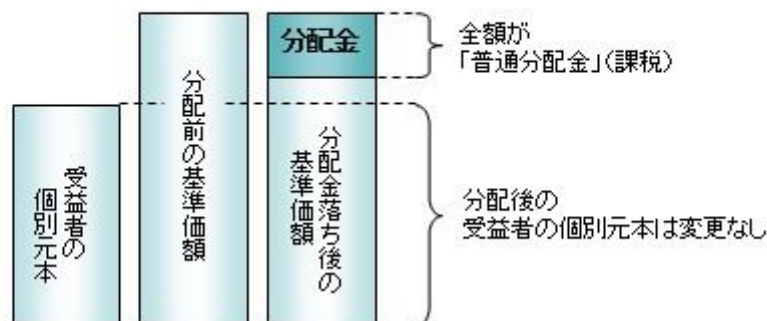 分配金
全額が
「普通分配金」(課税)
受益者の
個別元本
分配前の基準価額
分配金落ち後の
基準価額
分配後の
受益者の個別元本は変更なし